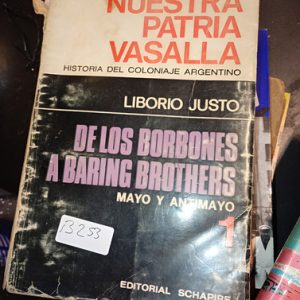 NUESTRA
PATRIA
VASALLA
HISTORIA DEL COLONIAJE ARGENTINO
LIBORIO JUSTO
DE LOS BORBONES
A BARING BROTHERS
MAYO Y ANTIMAYO
1
B253
EDITORIAL SCHAPIRE